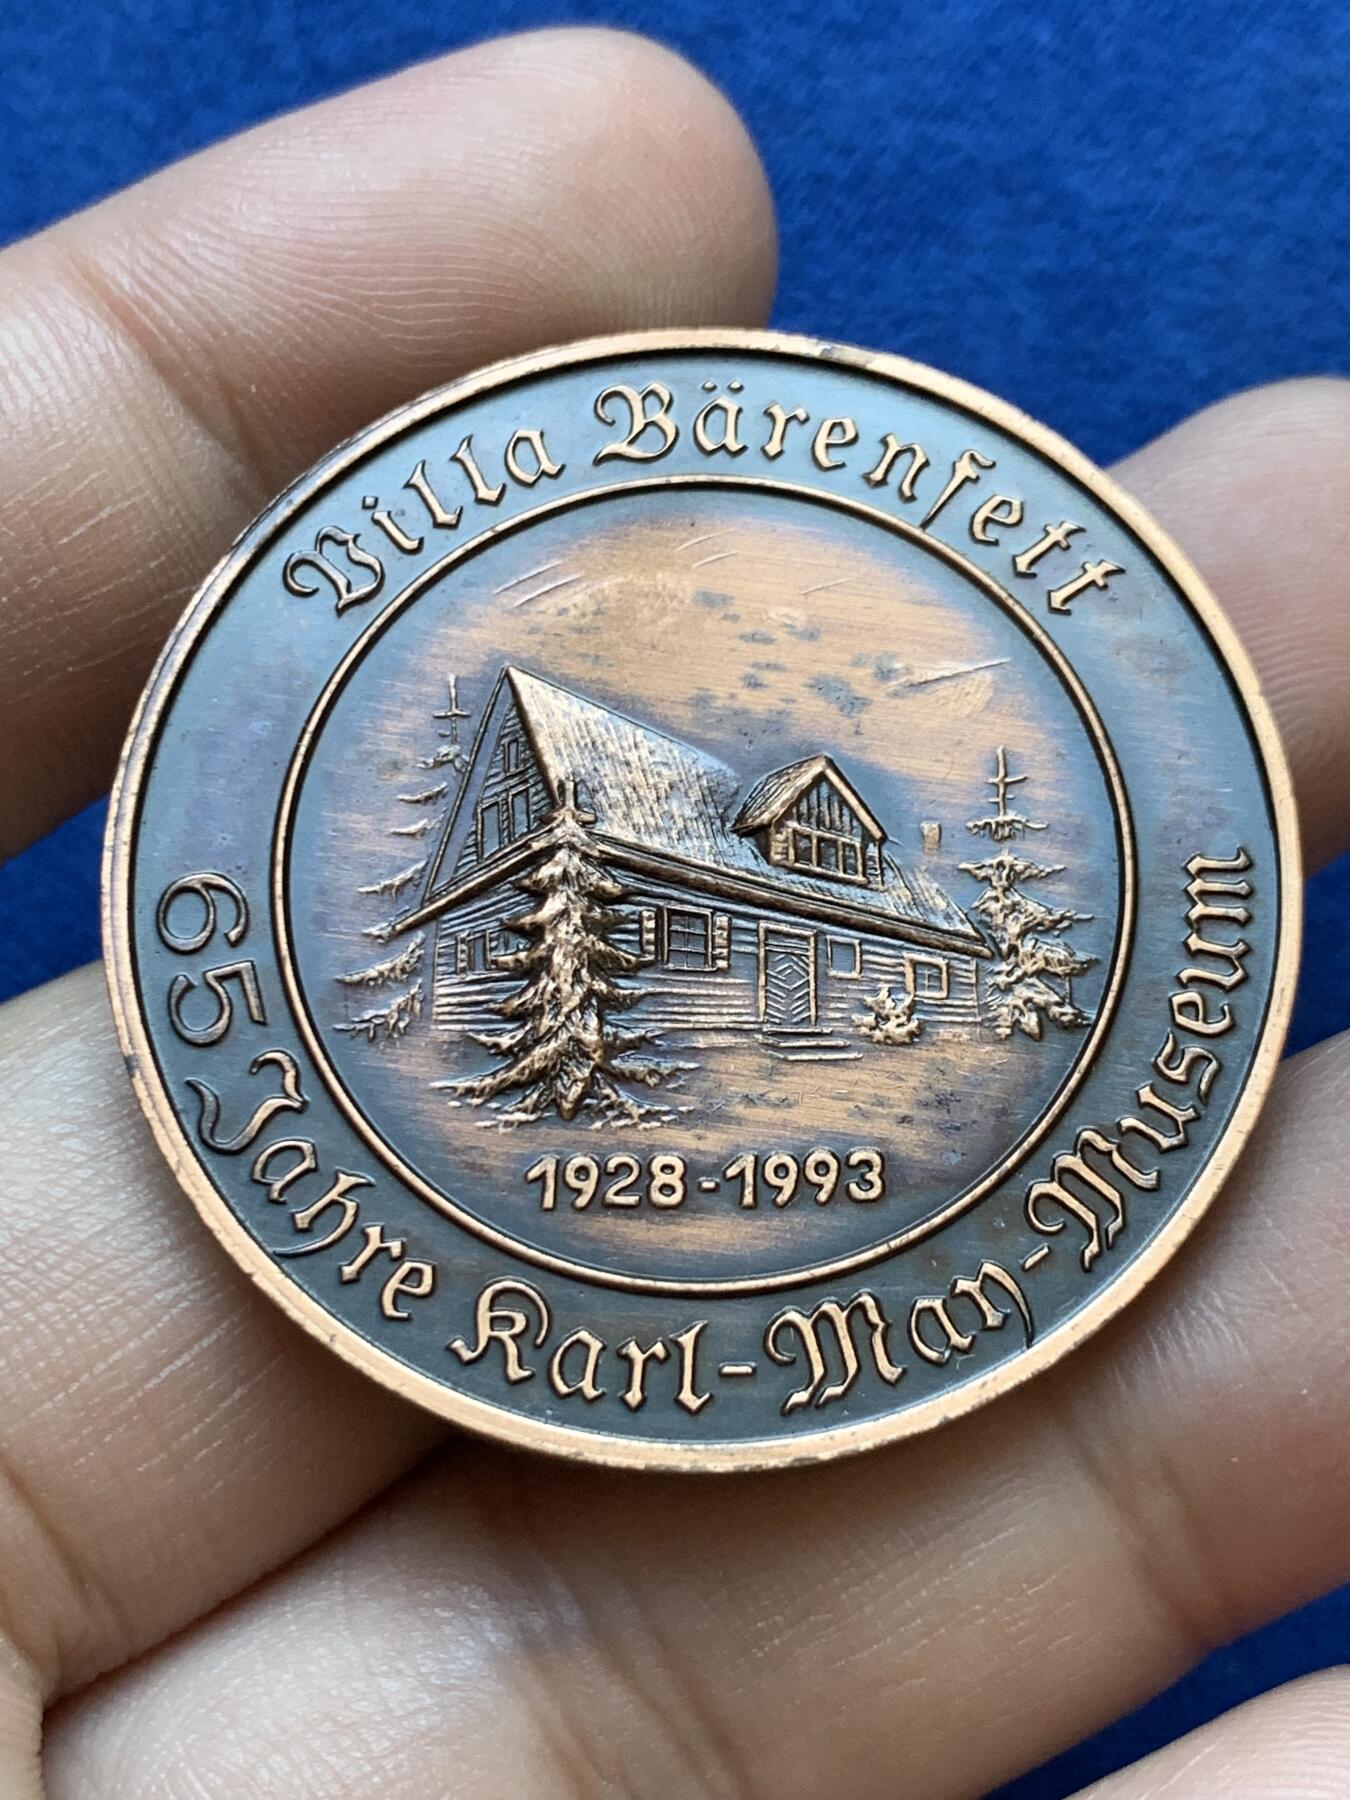 Villa Bärenfett
65 Jahre Karl-May-Museum
1928-1993